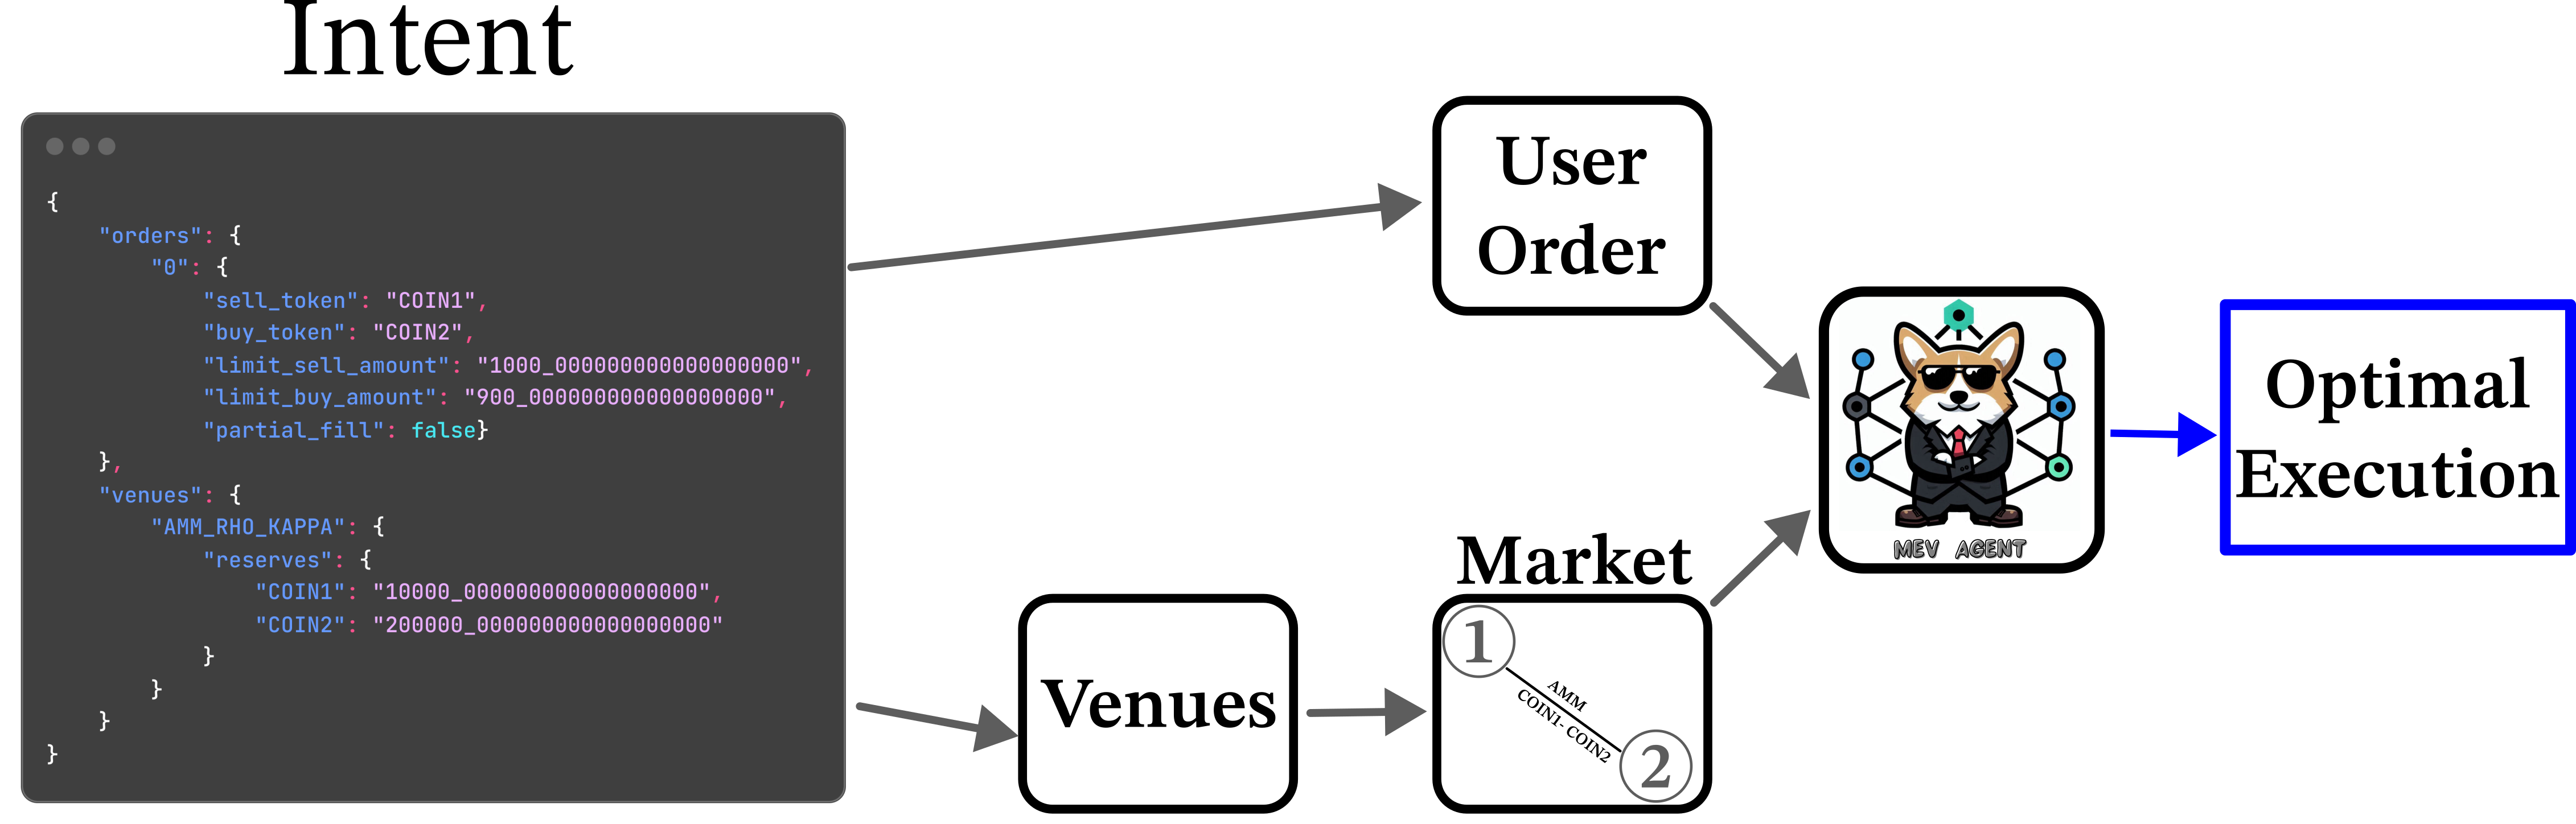 Intent
{
"orders": {
"0": {
"sell_token": "COIN1",
"buy_token": "COIN2",
"limit_sell_amount": "1000_000000000000000000",
"limit_buy_amount": "900_000000000000000000",
"partial_fill": false}
},
"venues": {
"AMM_RHO_KAPPA": {
"reserves": {
"COIN1": "10000_000000000000000000",
"COIN2": "200000_000000000000000000"
}
}
}
}
User
Order
Venues
Market
1
AMM
COIN1- COIN2
2
MEV AGENT
Optimal
Execution